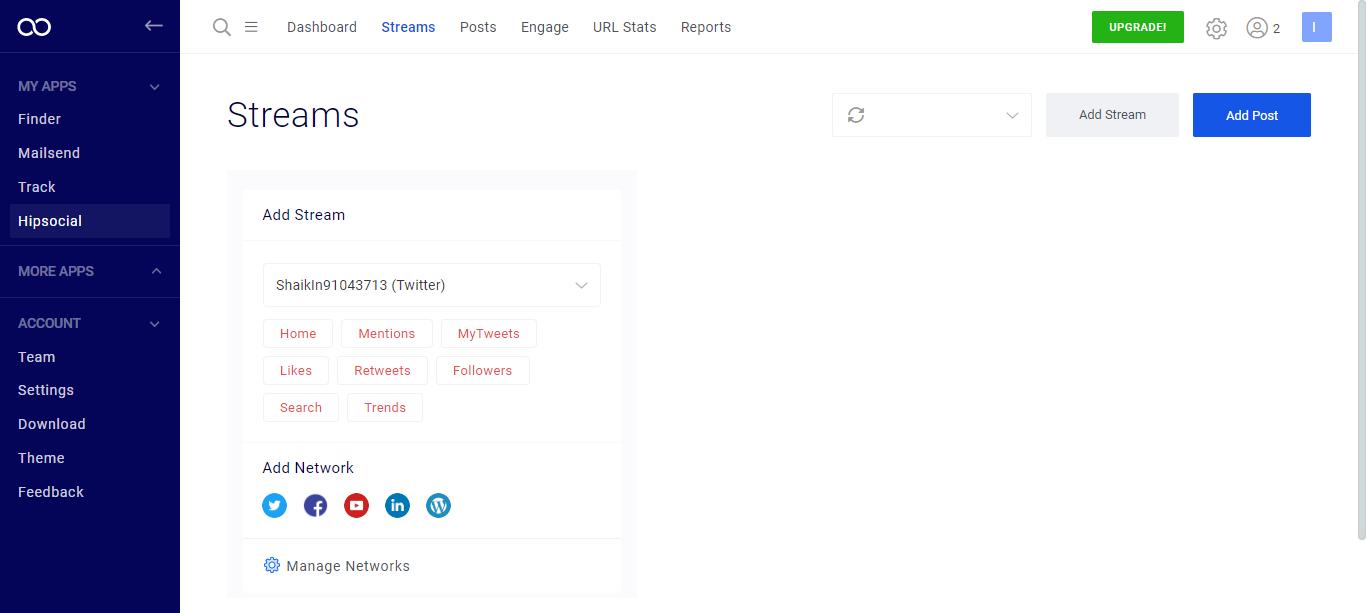 Dashboard Streams Posts Engage URL Stats Reports UPGRADE! 2 I
MY APPS
Finder
Mailsend
Track
Hipsocial
MORE APPS
ACCOUNT
Team
Settings
Download
Theme
Feedback
Streams
Add Stream Add Post
Add Stream
ShaikIn91043713 (Twitter)
Home Mentions MyTweets
Likes Retweets Followers
Search Trends
Add Network
Manage Networks